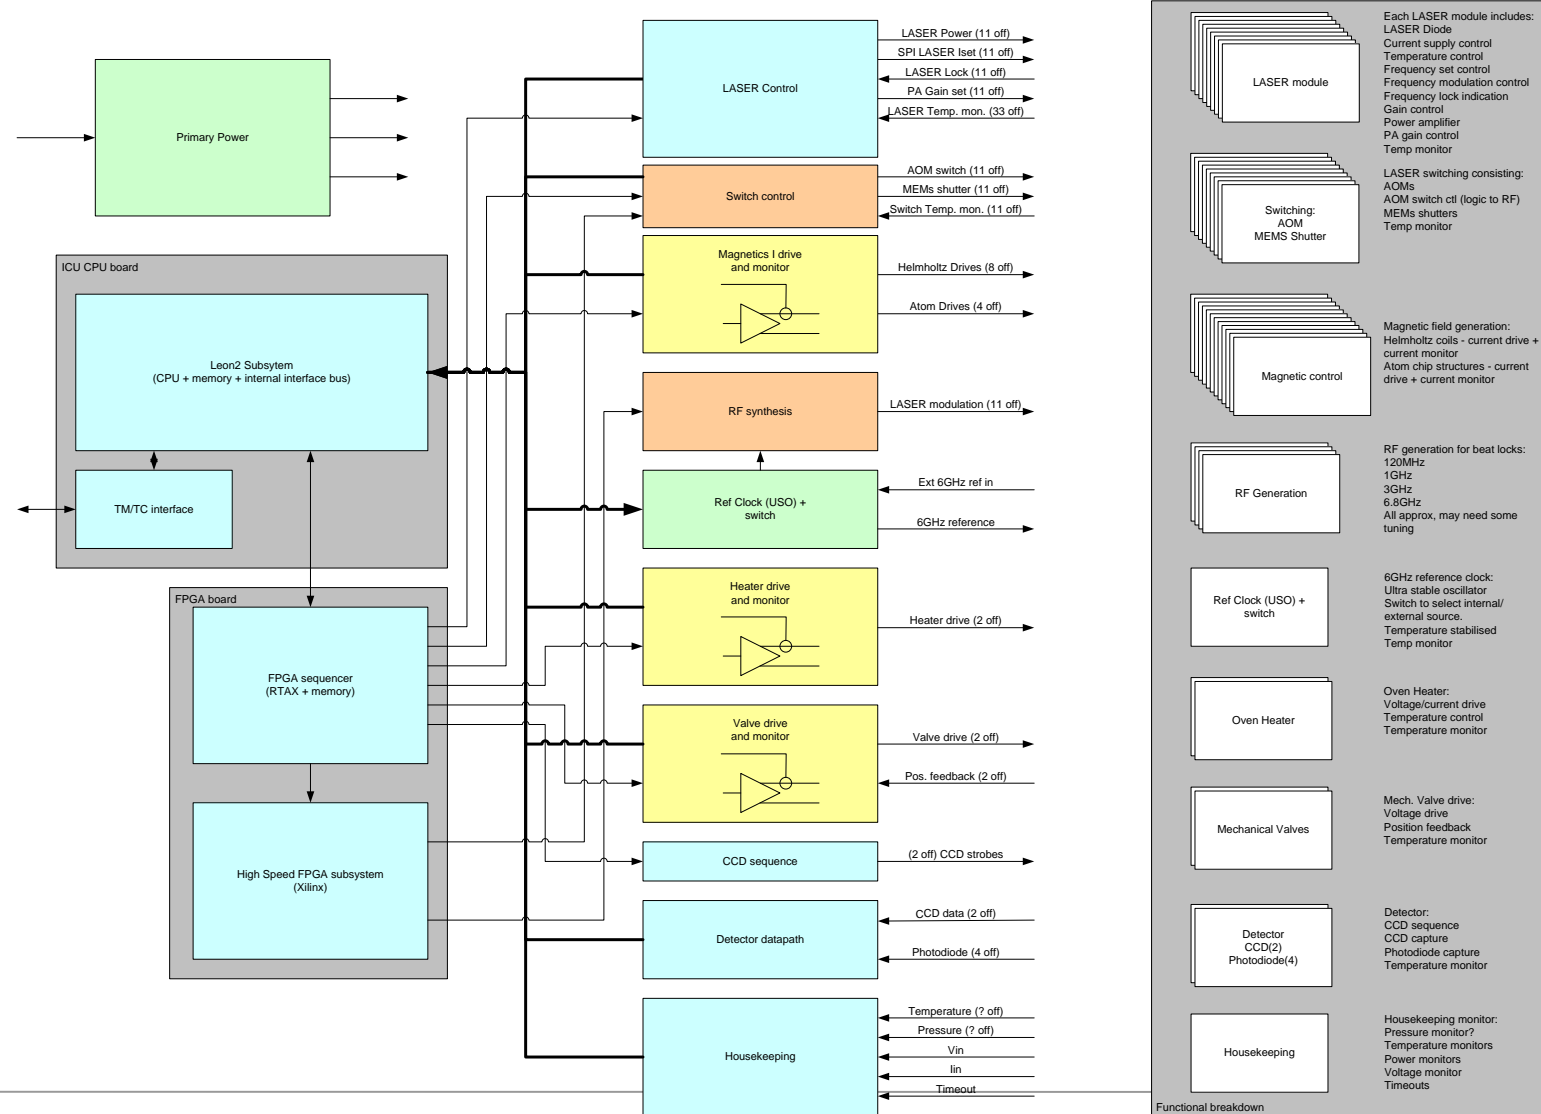 Primary Power
ICU CPU board
Leon2 Subsytem
(CPU + memory + internal interface bus)
TM/TC interface
FPGA board
FPGA sequencer
(RTAX + memory)
High Speed FPGA subsystem
(Xilinx)
LASER Control
LASER Power (11 off)
SPI LASER Iset (11 off)
LASER Lock (11 off)
PA Gain set (11 off)
LASER Temp. mon. (33 off)
Switch control
AOM switch (11 off)
MEMs shutter (11 off)
Switch Temp. mon. (11 off)
Magnetics I drive
and monitor
Helmholtz Drives (8 off)
Atom Drives (4 off)
RF synthesis
LASER modulation (11 off)
Ref Clock (USO) +
switch
Ext 6GHz ref in
6GHz reference
Heater drive
and monitor
Heater drive (2 off)
Valve drive
and monitor
Valve drive (2 off)
Pos. feedback (2 off)
CCD sequence
(2 off) CCD strobes
Detector datapath
CCD data (2 off)
Photodiode (4 off)
Housekeeping
Temperature (? off)
Pressure (? off)
Vin
Iin
Timeout
LASER module
Each LASER module includes:
LASER Diode
Current supply control
Temperature control
Frequency set control
Frequency modulation control
Frequency lock indication
Gain control
Power amplifier
PA gain control
Temp monitor
Switching:
AOM
MEMS Shutter
LASER switching consisting:
AOMs
AOM switch ctl (logic to RF)
MEMs shutters
Temp monitor
Magnetic control
Magnetic field generation:
Helmholtz coils - current drive +
current monitor
Atom chip structures - current
drive + current monitor
RF Generation
RF generation for beat locks:
120MHz
1GHz
3GHz
6.8GHz
All approx, may need some
tuning
Ref Clock (USO) +
switch
6GHz reference clock:
Ultra stable oscillator
Switch to select internal/
external source.
Temperature stabilised
Temp monitor
Oven Heater
Oven Heater:
Voltage/current drive
Temperature control
Temperature monitor
Mechanical Valves
Mech. Valve drive:
Voltage drive
Position feedback
Temperature monitor
Detector
CCD(2)
Photodiode(4)
Detector:
CCD sequence
CCD capture
Photodiode capture
Temperature monitor
Housekeeping
Housekeeping monitor:
Pressure monitor?
Temperature monitors
Power monitors
Voltage monitor
Timeouts
Functional breakdown